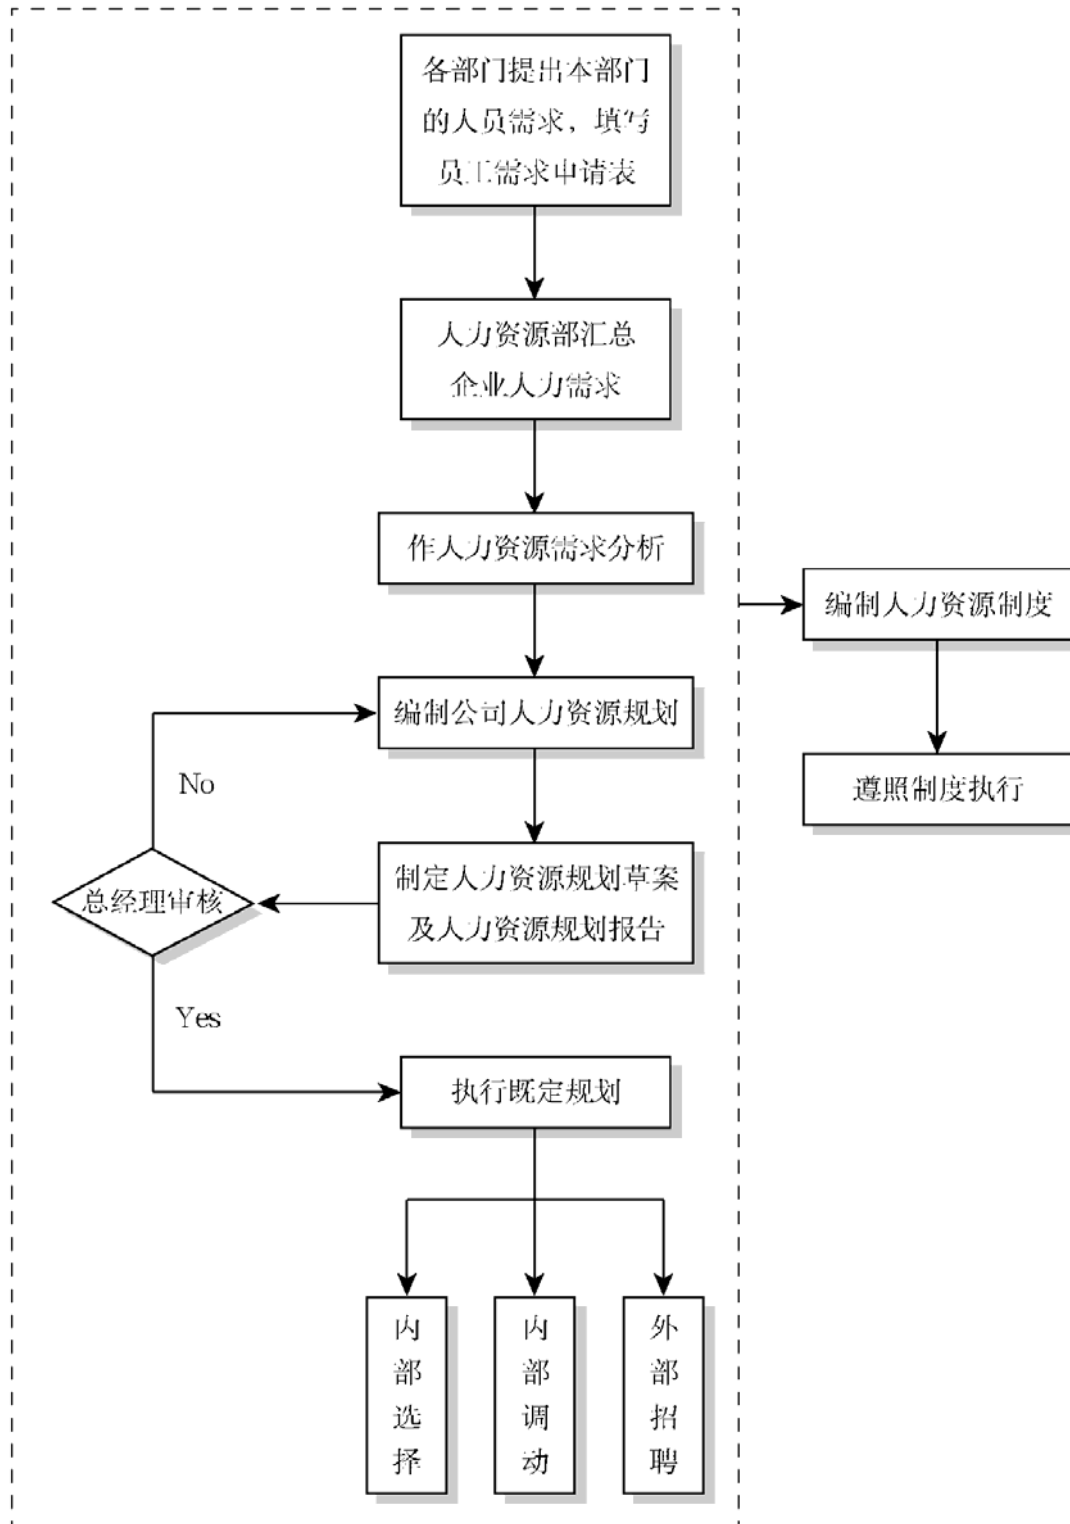 各部门提出本部门
的人员需求，填写
员工需求申请表
人力资源部汇总
企业人力需求
作人力资源需求分析
编制人力资源制度
编制公司人力资源规划
No
遵照制度执行
制定人力资源规划草案
及人力资源规划报告
总经理审核
Yes
执行既定规划
内部选择
内部调动
外部招聘